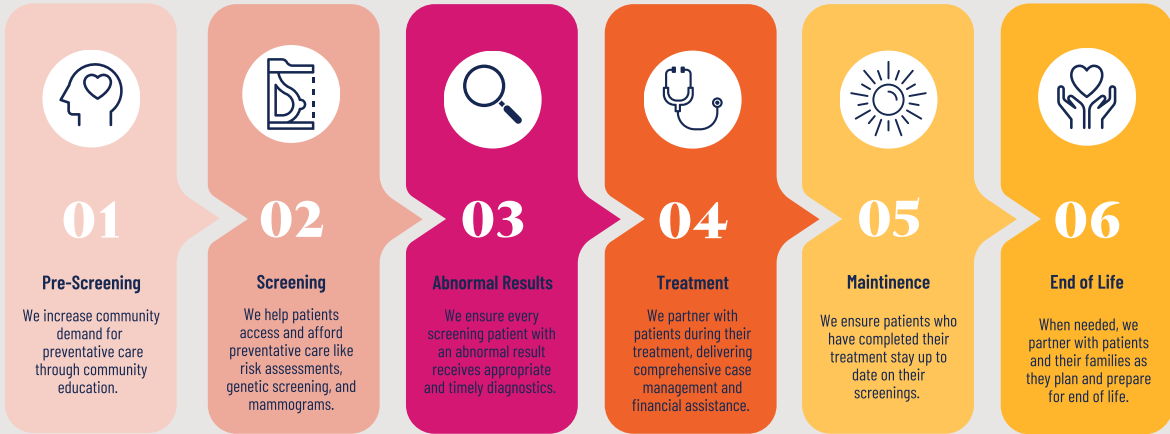 01
Pre-Screening
We increase community
demand for
preventative care
through community
education.
02
Screening
We help patients
access and afford
preventative care like
risk assessments,
genetic screening, and
mammograms.
03
Abnormal Results
We ensure every
screening patient with
an abnormal result
receives appropriate
and timely diagnostics.
04
Treatment
We partner with
patients during their
treatment, delivering
comprehensive case
management and
financial assistance.
05
Maintinence
We ensure patients who
have completed their
treatment stay up to
date on their
screenings.
06
End of Life
When needed, we
partner with patients
and their families as
they plan and prepare
for end of life.